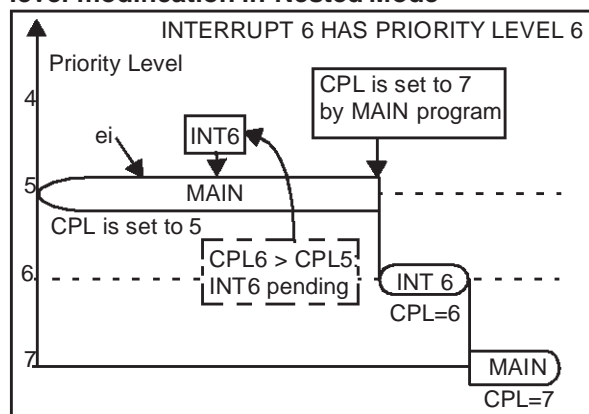 level modification in Nested Mode
INTERRUPT 6 HAS PRIORITY LEVEL 6
Priority Level
CPL is set to 7
by MAIN program
4
ei
INT6
5
MAIN
CPL is set to 5
CPL6 > CPL5:
INT6 pending
6
INT 6
CPL=6
7
MAIN
CPL=7